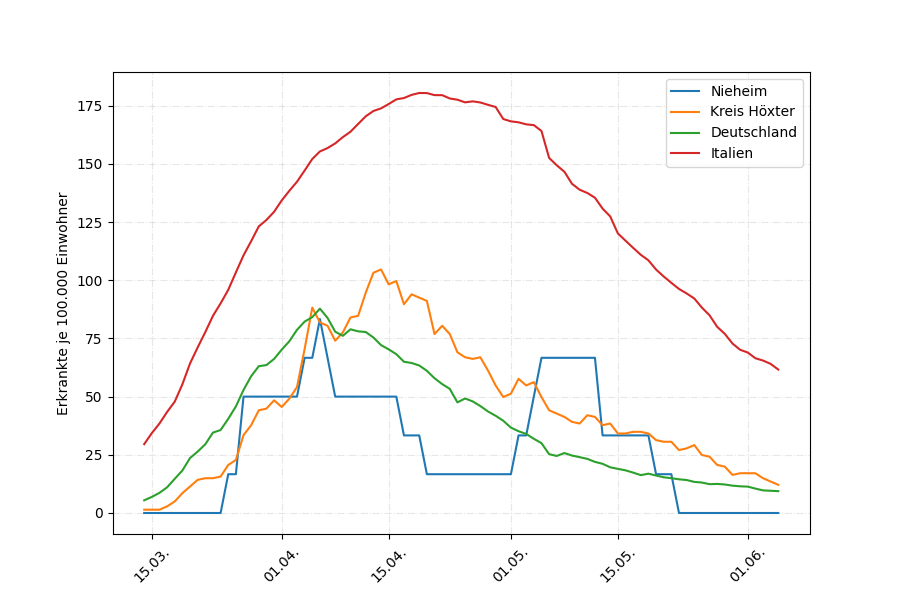 Nieheim
Kreis Höxter
Deutschland
Italien
Erkrankte je 100.000 Einwohner
175
150
125
100
75
50
25
0
15.03.
01.04.
15.04.
01.05.
15.05.
01.06.